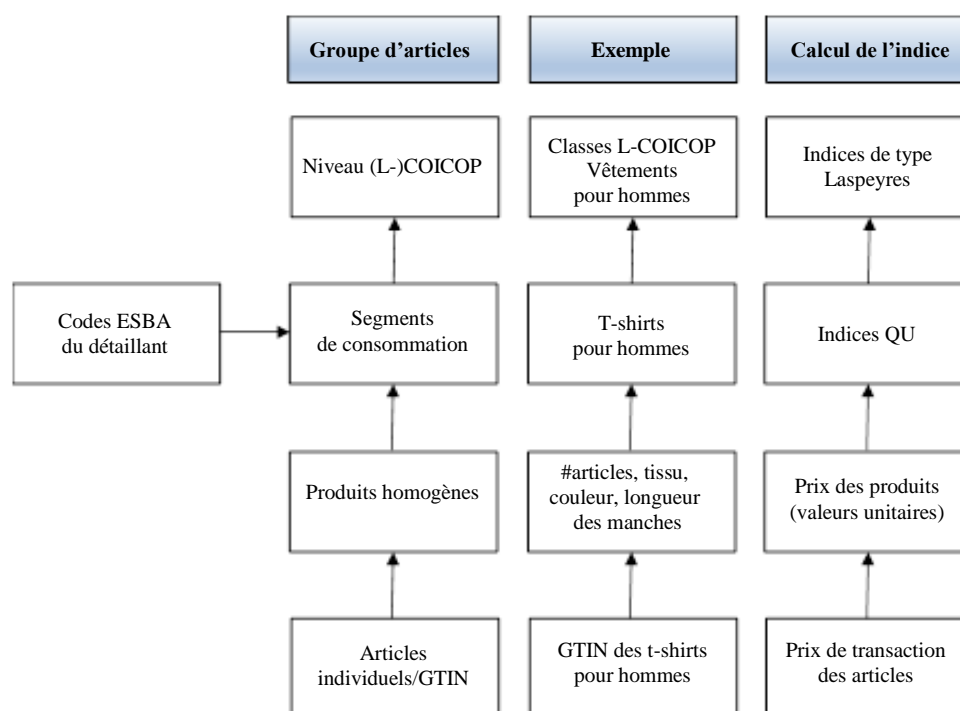 Groupe d’articles
Exemple
Calcul de l’indice
Niveau (L-)COICOP
Classes L-COICOP
Vêtements
pour hommes
Indices de type
Laspeyres
Codes ESBA
du détaillant
Segments
de consommation
T-shirts
pour hommes
Indices QU
Produits homogènes
#articles, tissu,
couleur, longueur
des manches
Prix des produits
(valeurs unitaires)
Articles
individuels/GTIN
GTIN des t-shirts
pour hommes
Prix de transaction
des articles